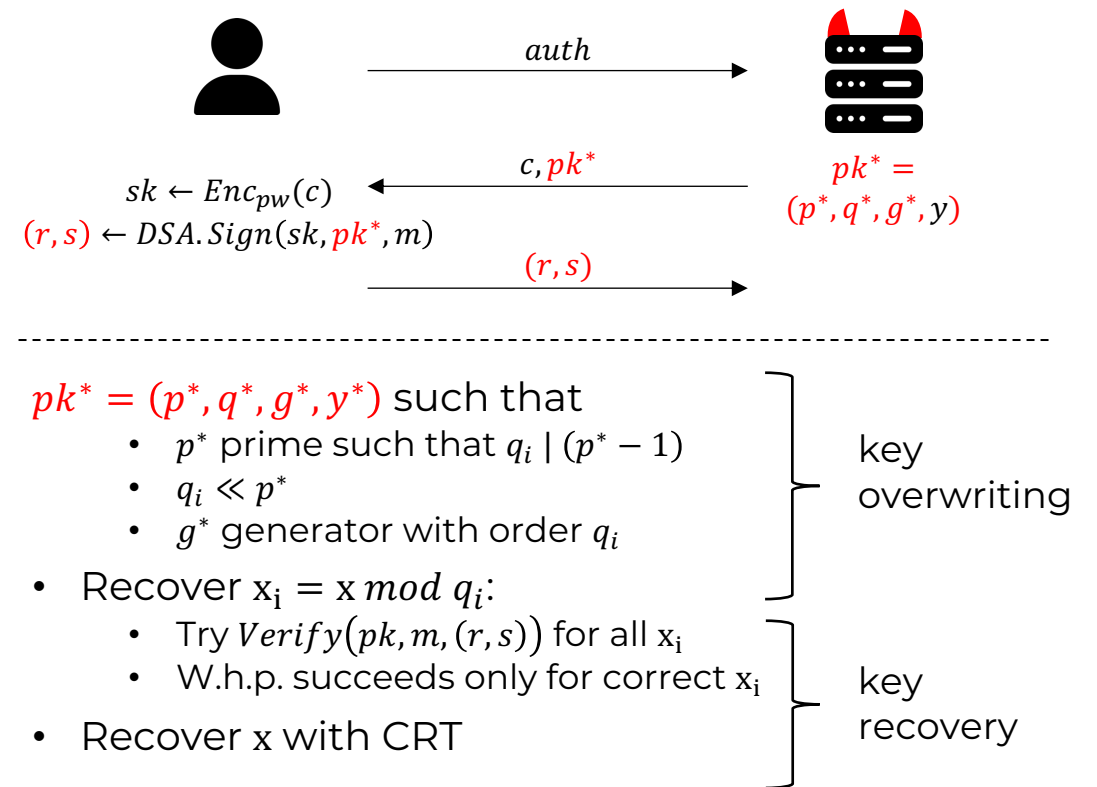 auth
c, pk*
pk* =
(p*, q*, g*, y)
sk ← Enc_pw(c)
(r, s) ← DSA.Sign(sk, pk*, m)
(r, s)
pk* = (p*, q*, g*, y*) such that
• p* prime such that q_i | (p* − 1)
• q_i ≪ p*
• g* generator with order q_i
key
overwriting
• Recover x_i = x mod q_i:
• Try Verify(pk, m, (r, s)) for all x_i
• W.h.p. succeeds only for correct x_i
• Recover x with CRT
key
recovery